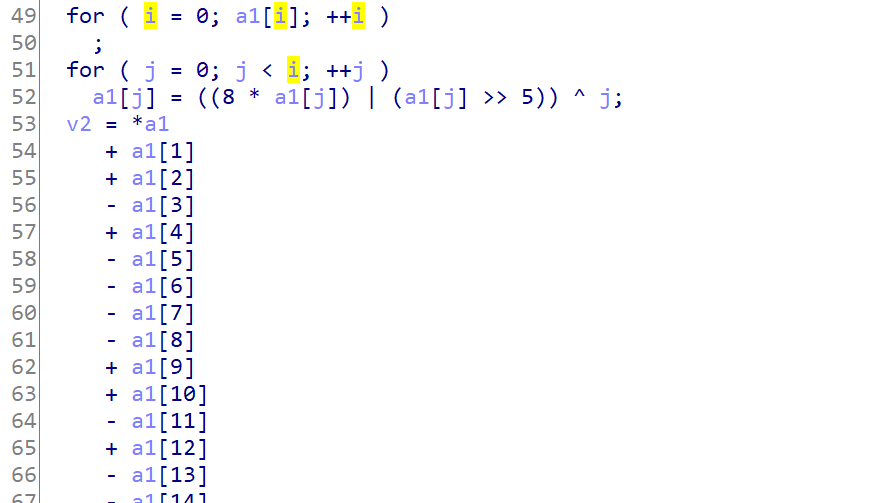 49 for ( i = 0; a1[i]; ++i )
50 ;
51 for ( j = 0; j < i; ++j )
52 a1[j] = ((8 * a1[j]) | (a1[j] >> 5)) ^ j;
53 v2 = *a1
54 + a1[1]
55 + a1[2]
56 - a1[3]
57 + a1[4]
58 - a1[5]
59 - a1[6]
60 - a1[7]
61 - a1[8]
62 + a1[9]
63 + a1[10]
64 - a1[11]
65 + a1[12]
66 - a1[13]
67 - a1[14]